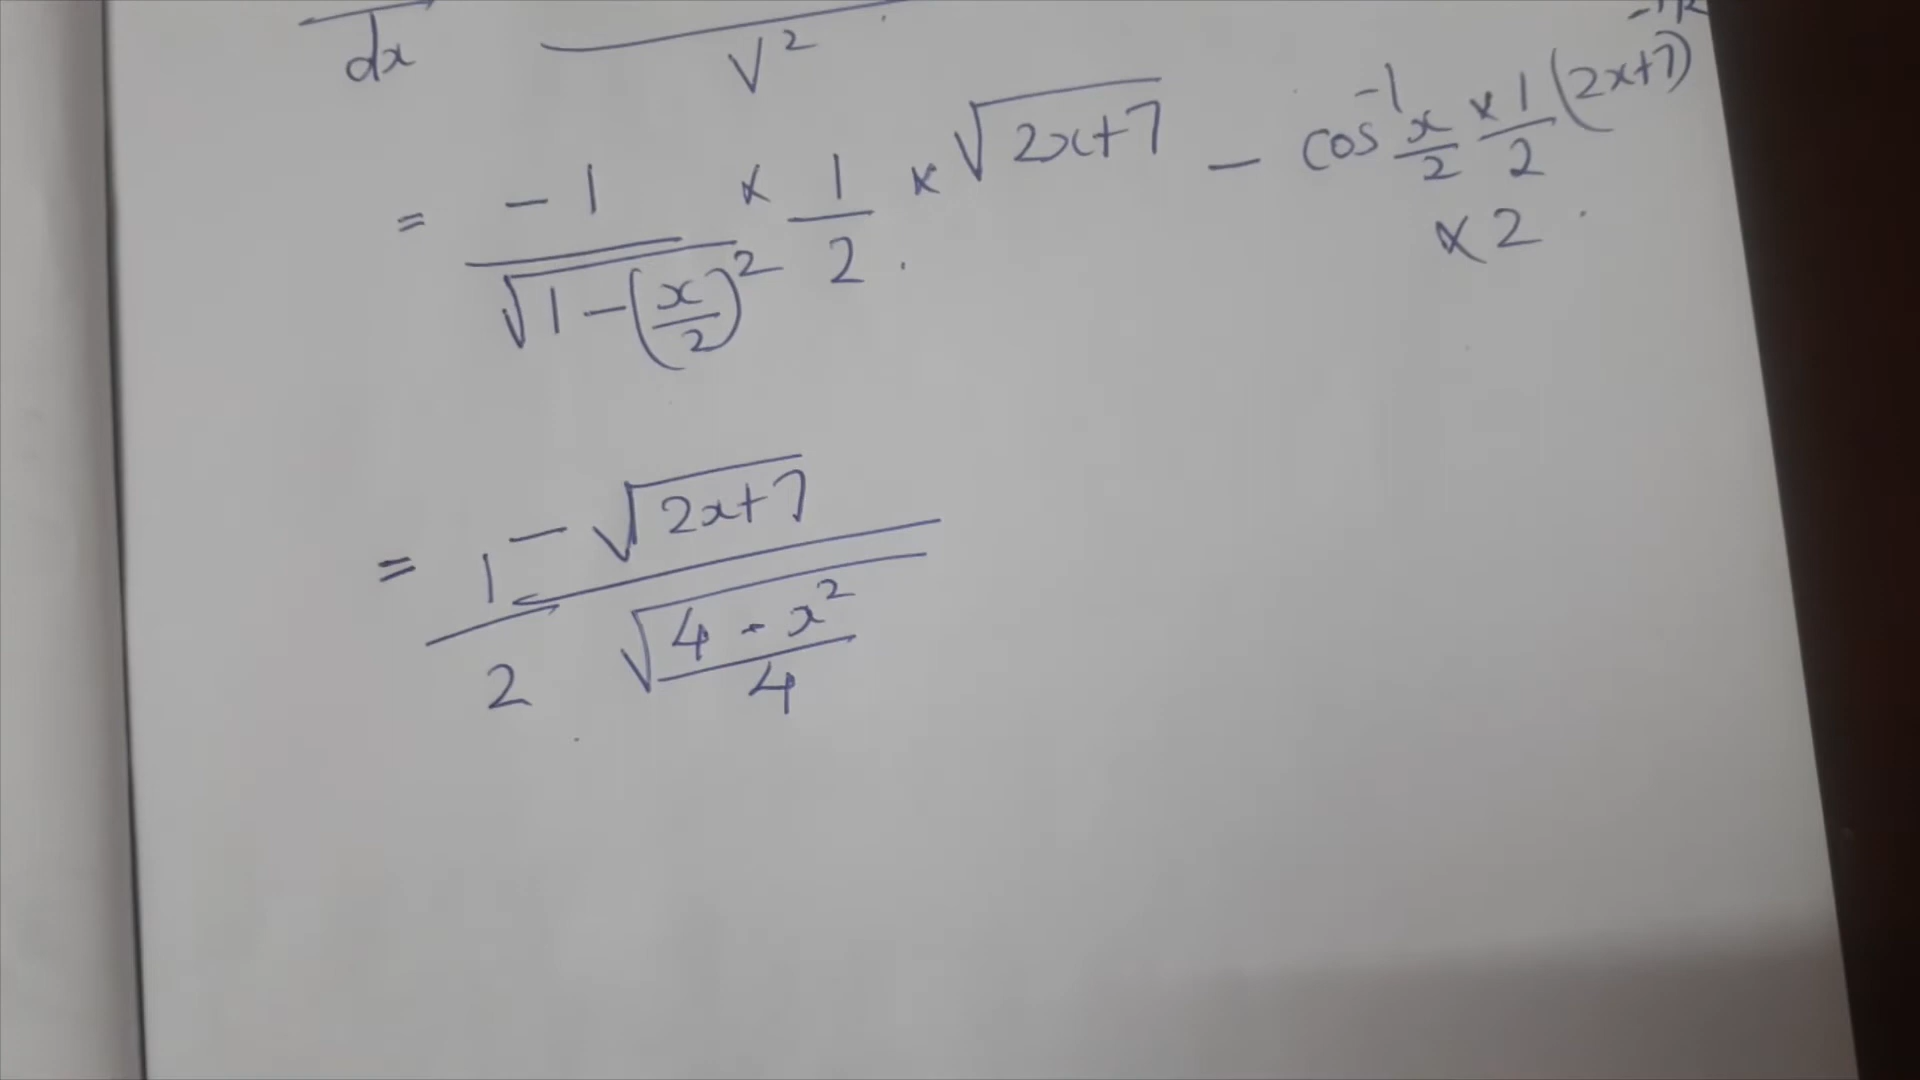 dx   V²
= -1/√(1-(x/2)²) × 1/2 × √(2x+7) - cos⁻¹ x/2 × 1/2 (2x+7)
× 2
= 1/2 -√(2x+7)/√((4-x²)/4)